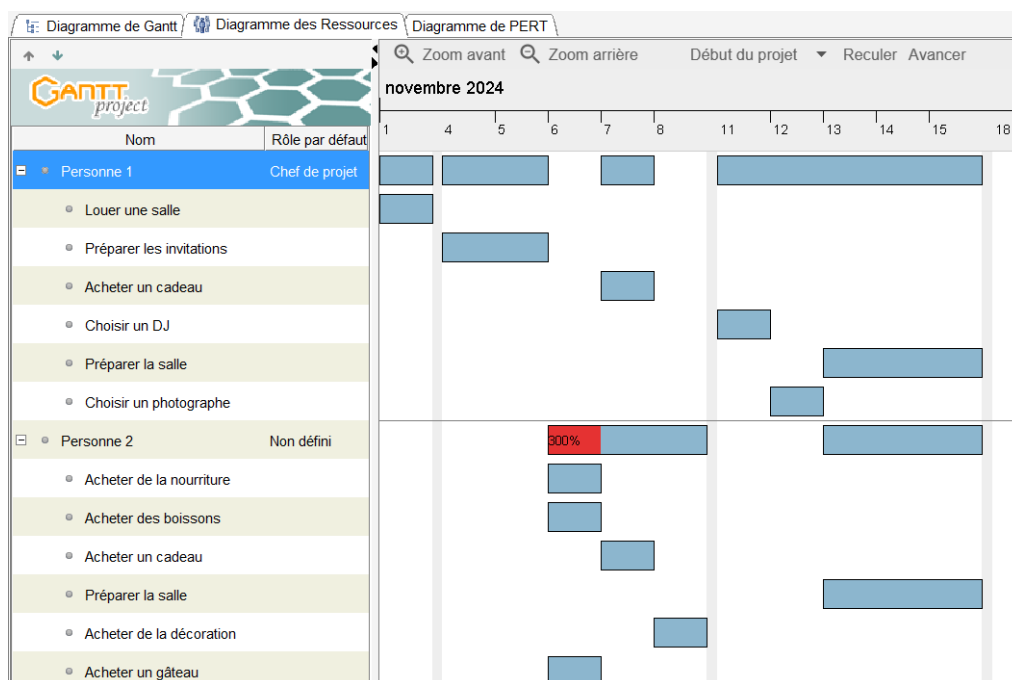 Diagramme de Gantt Diagramme des Ressources Diagramme de PERT
Zoom avant Zoom arrière Début du projet Reculer Avancer
GANTT
project
novembre 2024
Nom Rôle par défaut
1 4 5 6 7 8 11 12 13 14 15 18
Personne 1 Chef de projet
Louer une salle
Préparer les invitations
Acheter un cadeau
Choisir un DJ
Préparer la salle
Choisir un photographe
Personne 2 Non défini 300%
Acheter de la nourriture
Acheter des boissons
Acheter un cadeau
Préparer la salle
Acheter de la décoration
Acheter un gâteau